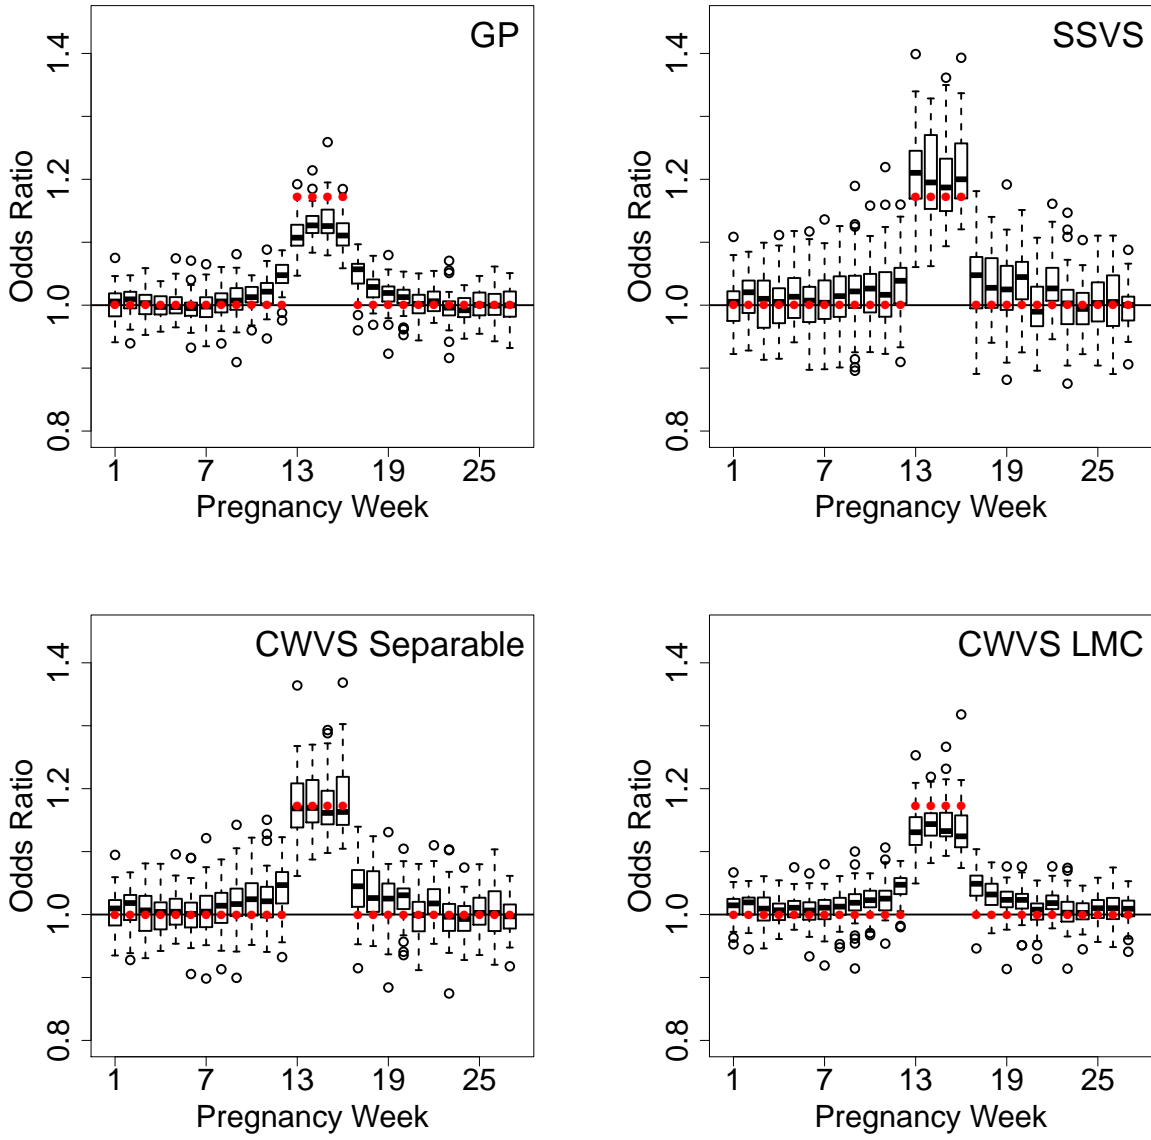 GP
Odds Ratio
0.8 1.0 1.2 1.4
1 7 13 19 25
Pregnancy Week
SSVS
Odds Ratio
0.8 1.0 1.2 1.4
1 7 13 19 25
Pregnancy Week
CWVS Separable
Odds Ratio
0.8 1.0 1.2 1.4
1 7 13 19 25
Pregnancy Week
CWVS LMC
Odds Ratio
0.8 1.0 1.2 1.4
1 7 13 19 25
Pregnancy Week